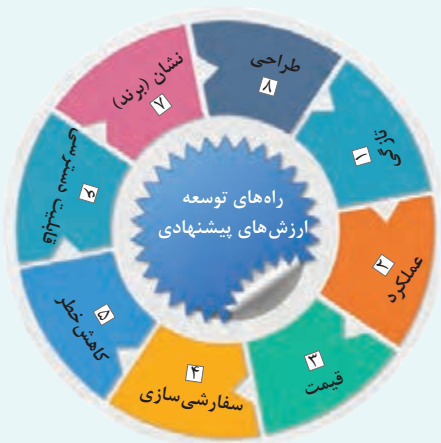 راه‌های توسعه
ارزش‌های پیشنهادی
تازگی
۱
عملکرد
۲
۳
قیمت
۴
سفارشی‌سازی
۵
کاهش خطر
۶
قابلیت دسترسی
نشان (برند)
۷
طراحی
۸